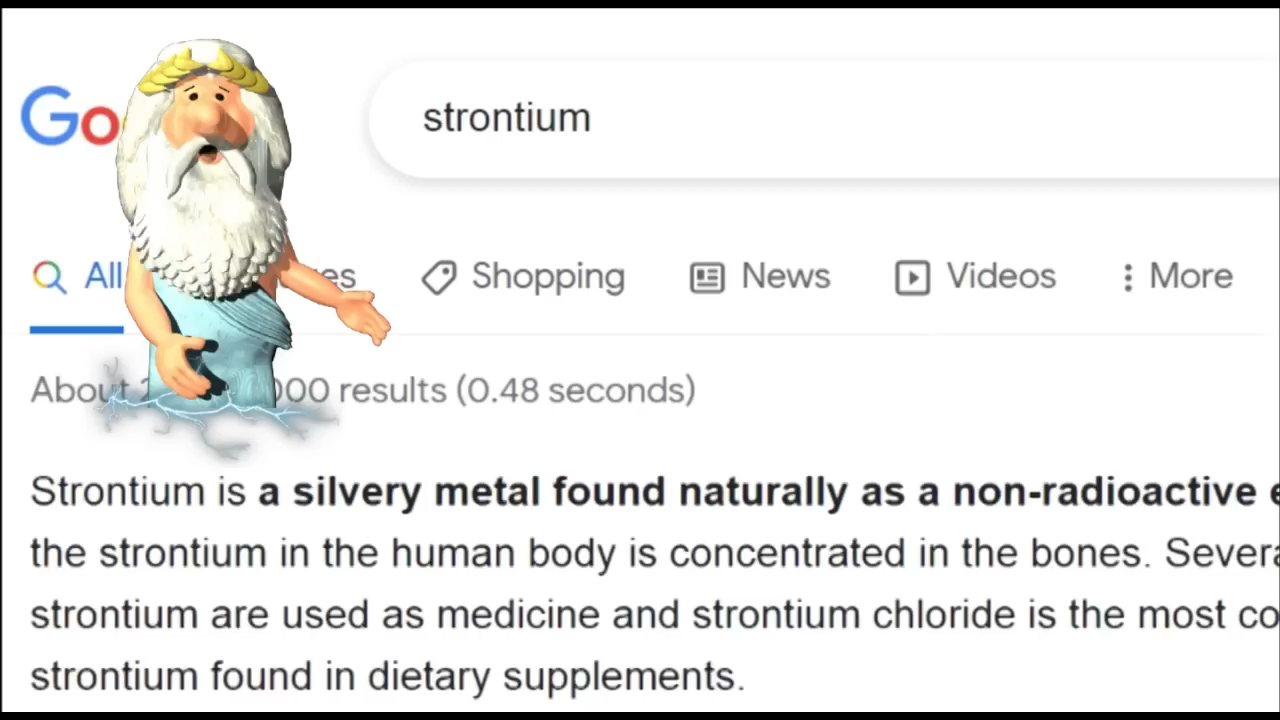 Go
strontium
All
es
Shopping
News
Videos
More
About 000 results (0.48 seconds)
Strontium is a silvery metal found naturally as a non-radioactive e
the strontium in the human body is concentrated in the bones. Severa
strontium are used as medicine and strontium chloride is the most co
strontium found in dietary supplements.